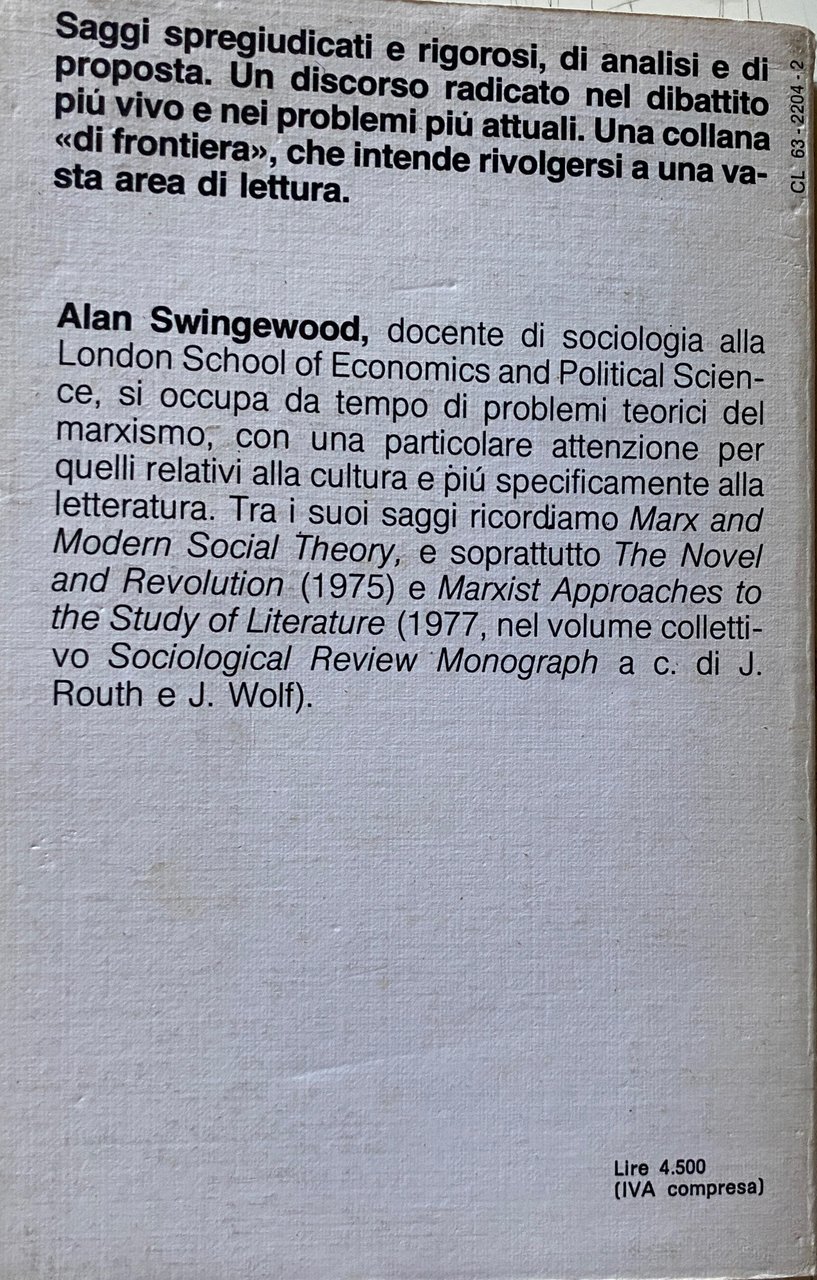 Saggi spregiudicati e rigorosi, di analisi e di
proposta. Un discorso radicato nel dibattito
piú vivo e nei problemi piú attuali. Una collana
«di frontiera», che intende rivolgersi a una va-
sta area di lettura.
CL 63-2204-2
Alan Swingewood, docente di sociologia alla
London School of Economics and Political Scien-
ce, si occupa da tempo di problemi teorici del
marxismo, con una particolare attenzione per
quelli relativi alla cultura e piú specificamente alla
letteratura. Tra i suoi saggi ricordiamo Marx and
Modern Social Theory, e soprattutto The Novel
and Revolution (1975) e Marxist Approaches to
the Study of Literature (1977, nel volume colletti-
vo Sociological Review Monograph a c. di J.
Routh e J. Wolf).
Lire 4.500
(IVA compresa)